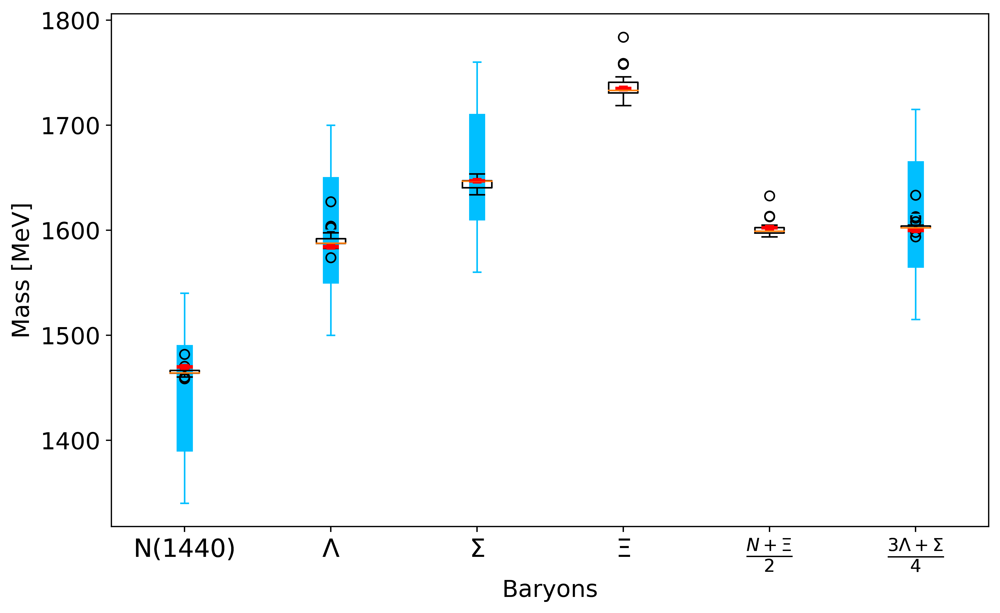 1800
1700
1600
1500
1400
Mass [MeV]
N(1440)
Λ
Σ
Ξ
N + Ξ
2
3Λ + Σ
4
Baryons